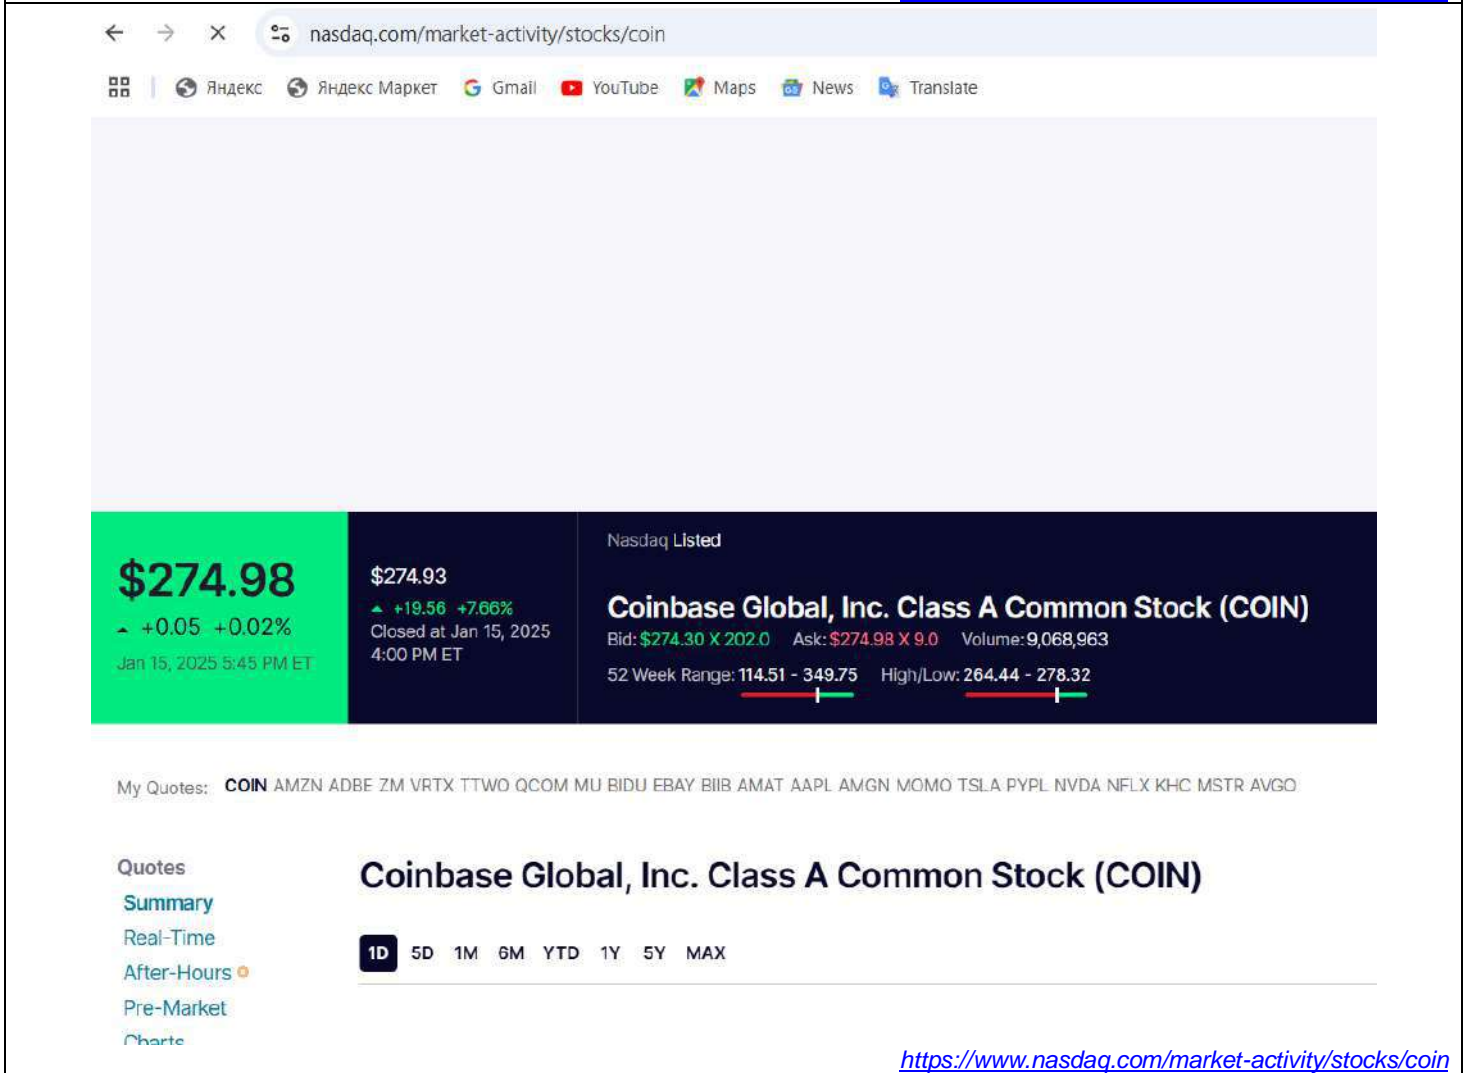 nasdaq.com/market-activity/stocks/coin
Яндекс Яндекс Маркет Gmail YouTube Maps News Translate
$274.98
+0.05 +0.02%
Jan 15, 2025 5:45 PM ET
$274.93
+19.56 +7.66%
Closed at Jan 15, 2025
4:00 PM ET
Nasdaq Listed
Coinbase Global, Inc. Class A Common Stock (COIN)
Bid: $274.30 X 202.0 Ask: $274.98 X 9.0 Volume: 9,068,963
52 Week Range: 114.51 - 349.75 High/Low: 264.44 - 278.32
My Quotes: COIN AMZN ADBE ZM VRTX TTWO QCOM MU BIDU EBAY BIIB AMAT AAPL AMGN MOMO TSLA PYPL NVDA NFLX KHC MSTR AVGO
Quotes
Summary
Real-Time
After-Hours
Pre-Market
Charts
Coinbase Global, Inc. Class A Common Stock (COIN)
1D 5D 1M 6M YTD 1Y 5Y MAX
https://www.nasdaq.com/market-activity/stocks/coin